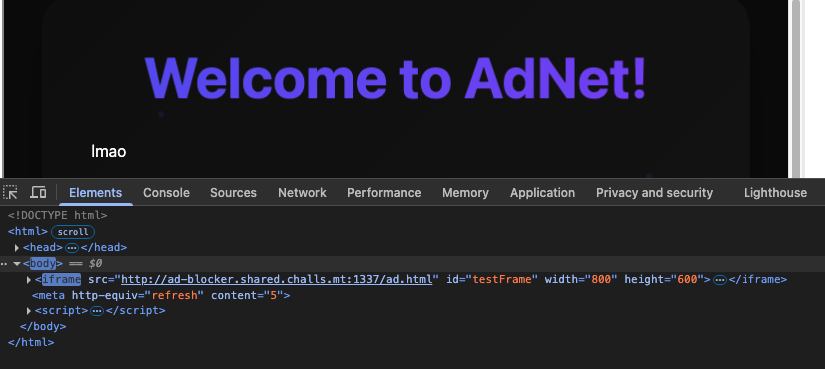 Welcome to AdNet!
lmao
Elements Console Sources Network Performance Memory Application Privacy and security Lighthouse
<!DOCTYPE html>
<html> scroll
<head> ⋯ </head>
⋯ <body> == $0
<iframe src="http://ad-blocker.shared.challs.mt:1337/ad.html" id="testFrame" width="800" height="600"> ⋯ </iframe>
<meta http-equiv="refresh" content="5">
<script> ⋯ </script>
</body>
</html>